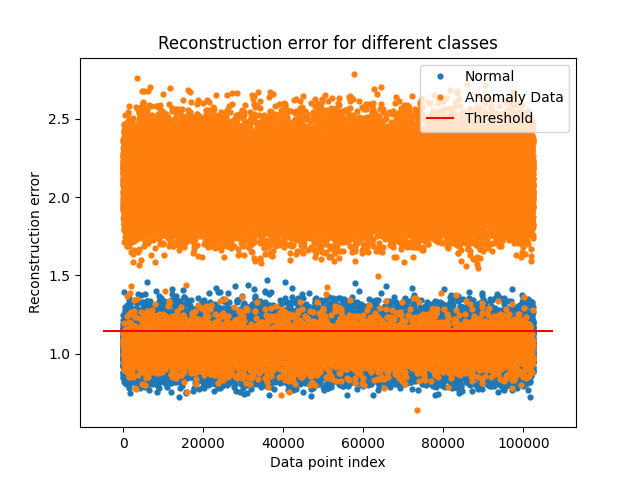 Reconstruction error for different classes
Normal
Anomaly Data
Threshold
Reconstruction error
2.5
2.0
1.5
1.0
0
20000
40000
60000
80000
100000
Data point index